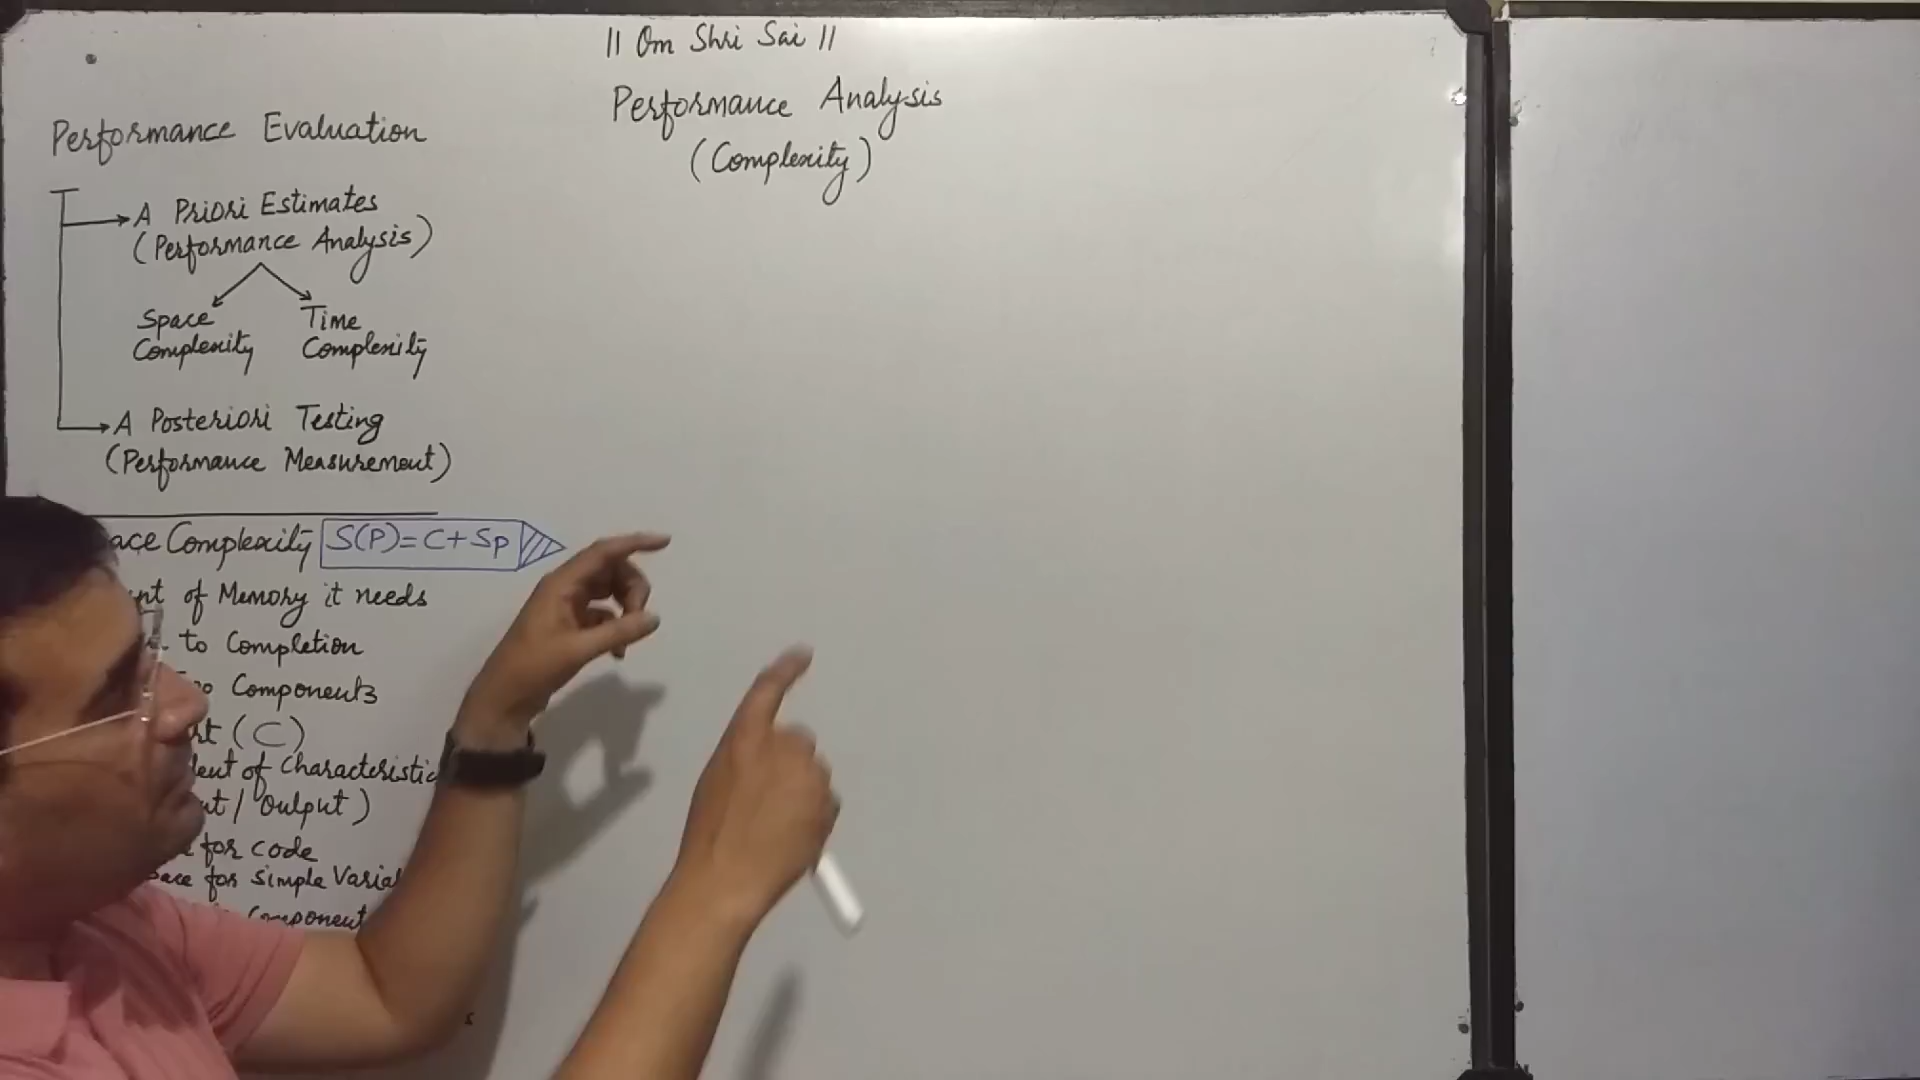 || Om Shri Sai ||
Performance Analysis
(Complexity)
Performance Evaluation
A Priori Estimates
(Performance Analysis)
Space Complexity
Time Complexity
A Posteriori Testing
(Performance Measurement)
Complexity S(P)=C+Sp
of Memory it needs
to Completion
Components
(C)
of Characteristic
/ Output)
for code
for Simple
Component